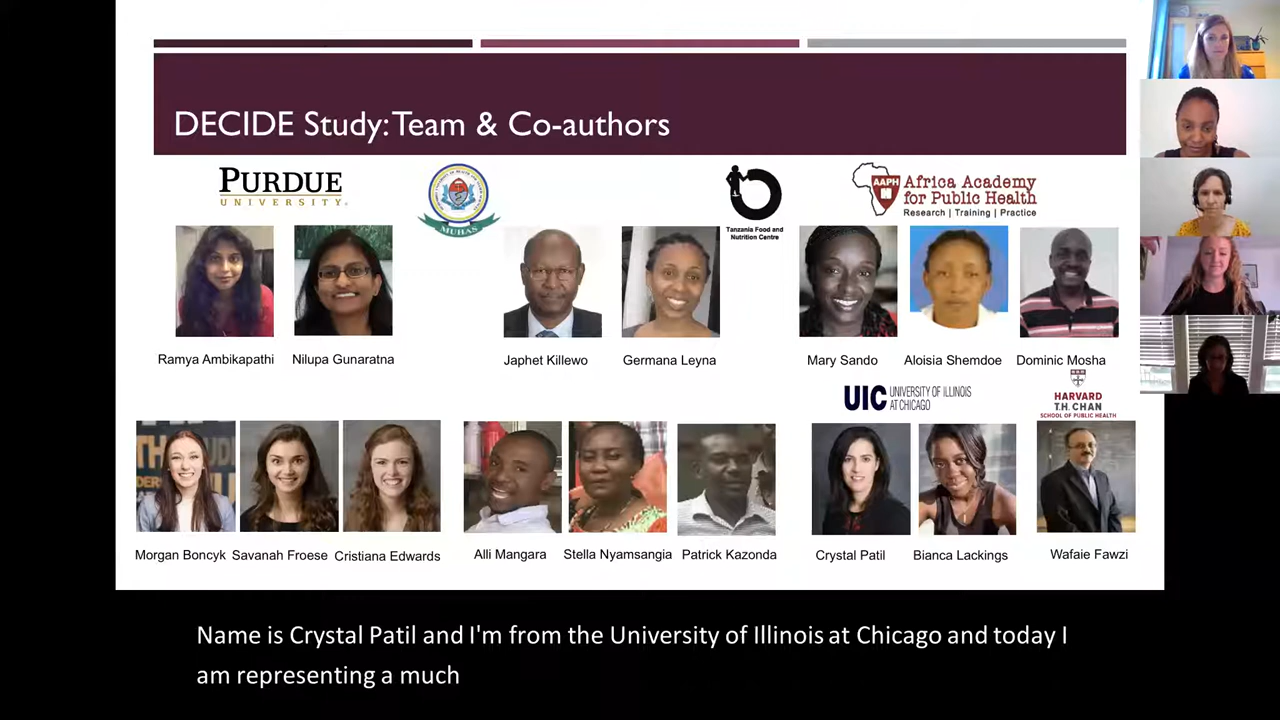 DECIDE Study: Team & Co-authors
PURDUE
UNIVERSITY
MUHAS
Tanzania Food and
Nutrition Centre
AAPH
Africa Academy
for Public Health
Research | Training | Practice
Ramya Ambikapathi
Nilupa Gunaratna
Japhet Killewo
Germana Leyna
Mary Sando
Aloisia Shemdoe
Dominic Mosha
UIC UNIVERSITY OF ILLINOIS
AT CHICAGO
HARVARD
T.H. CHAN
SCHOOL OF PUBLIC HEALTH
Morgan Boncyk
Savanah Froese
Cristiana Edwards
Alli Mangara
Stella Nyamsangia
Patrick Kazonda
Crystal Patil
Bianca Lackings
Wafaie Fawzi
Name is Crystal Patil and I'm from the University of Illinois at Chicago and today I
am representing a much